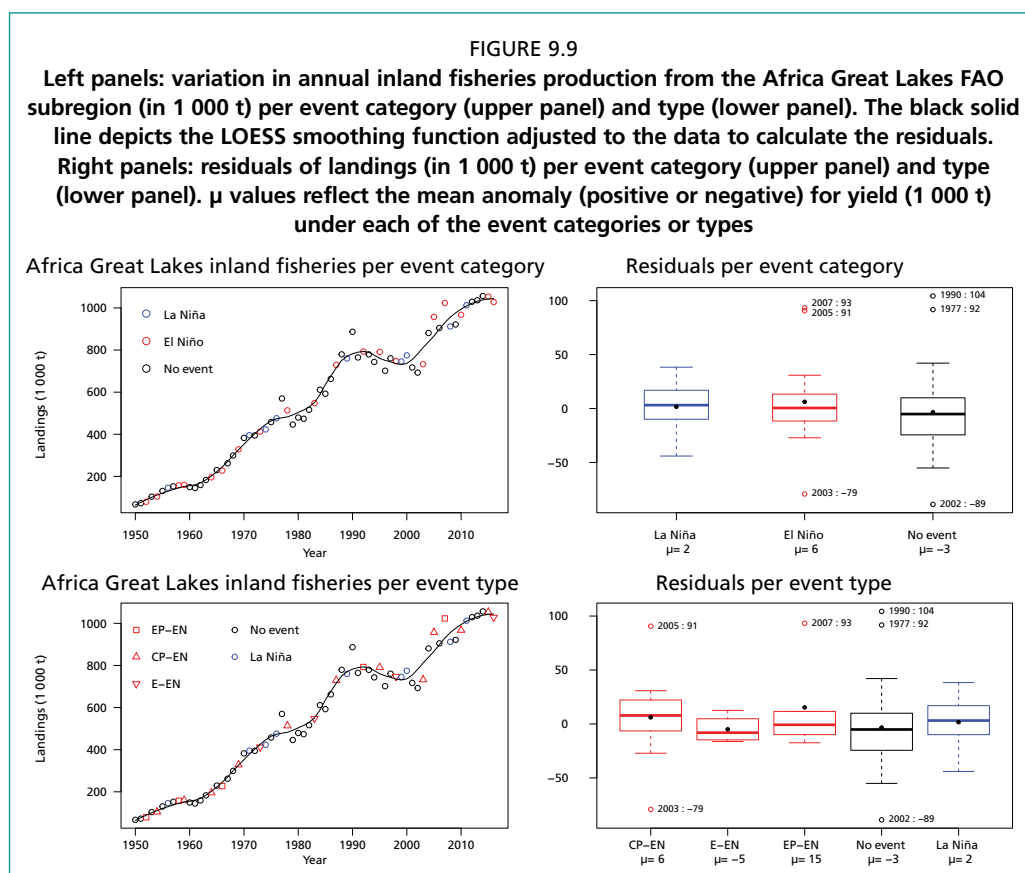 FIGURE 9.9
Left panels: variation in annual inland fisheries production from the Africa Great Lakes FAO
subregion (in 1 000 t) per event category (upper panel) and type (lower panel). The black solid
line depicts the LOESS smoothing function adjusted to the data to calculate the residuals.
Right panels: residuals of landings (in 1 000 t) per event category (upper panel) and type
(lower panel). µ values reflect the mean anomaly (positive or negative) for yield (1 000 t)
under each of the event categories or types
Africa Great Lakes inland fisheries per event category
Landings (1 000 t)
1000
800
600
400
200
La Niña
El Niño
No event
1950 1960 1970 1980 1990 2000 2010
Year
Residuals per event category
100
50
0
−50
2007 : 93
2005 : 91
2003 : −79
1990 : 104
1977 : 92
2002 : −89
La Niña El Niño No event
µ= 2 µ= 6 µ= −3
Africa Great Lakes inland fisheries per event type
Landings (1 000 t)
1000
800
600
400
200
EP−EN No event
CP−EN La Niña
E−EN
1950 1960 1970 1980 1990 2000 2010
Year
Residuals per event type
100
50
0
−50
2005 : 91
2003 : −79
2007 : 93
1990 : 104
1977 : 92
2002 : −89
CP−EN E−EN EP−EN No event La Niña
µ= 6 µ= −5 µ= 15 µ= −3 µ= 2